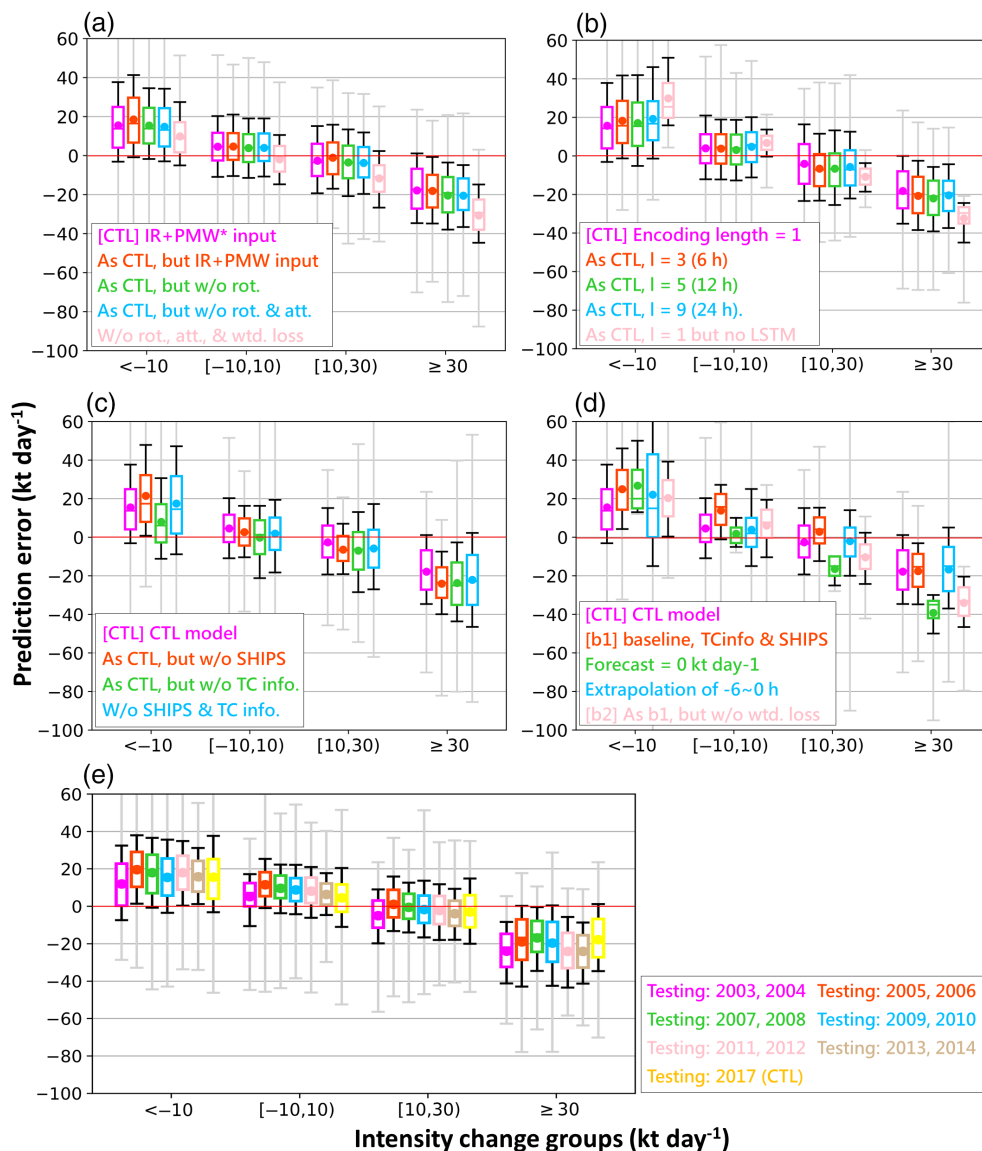 (a)
60
40
20
0
−20
−40
−60
−80
−100
[CTL] IR+PMW* input
As CTL, but IR+PMW input
As CTL, but w/o rot.
As CTL, but w/o rot. & att.
W/o rot., att., & wtd. loss
<−10 [−10,10) [10,30) ≥ 30
(b)
60
40
20
0
−20
−40
−60
−80
−100
[CTL] Encoding length = 1
As CTL, l = 3 (6 h)
As CTL, l = 5 (12 h)
As CTL, l = 9 (24 h).
As CTL, l = 1 but no LSTM
<−10 [−10,10) [10,30) ≥ 30
Prediction error (kt day-1)
(c)
60
40
20
0
−20
−40
−60
−80
−100
[CTL] CTL model
As CTL, but w/o SHIPS
As CTL, but w/o TC info.
W/o SHIPS & TC info.
<−10 [−10,10) [10,30) ≥ 30
(d)
60
40
20
0
−20
−40
−60
−80
−100
[CTL] CTL model
[b1] baseline, TCinfo & SHIPS
Forecast = 0 kt day-1
Extrapolation of -6~0 h
[b2] As b1, but w/o wtd. loss
<−10 [−10,10) [10,30) ≥ 30
(e)
60
40
20
0
−20
−40
−60
−80
−100
<−10 [−10,10) [10,30) ≥ 30
Testing: 2003, 2004 Testing: 2005, 2006
Testing: 2007, 2008 Testing: 2009, 2010
Testing: 2011, 2012 Testing: 2013, 2014
Testing: 2017 (CTL)
Intensity change groups (kt day-1)